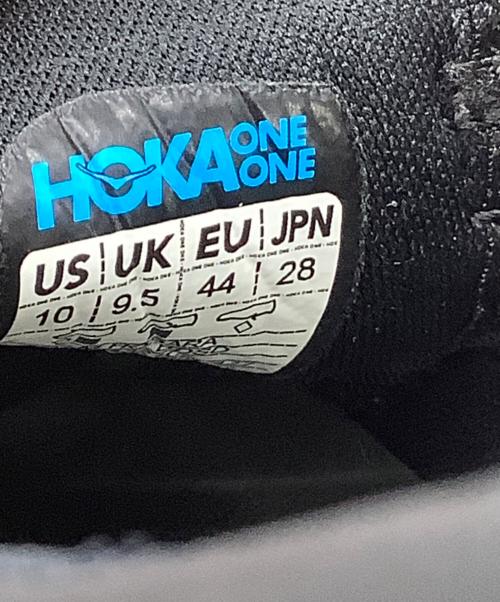 HOKA ONE ONE
US UK EU JPN
10 9.5 44 28